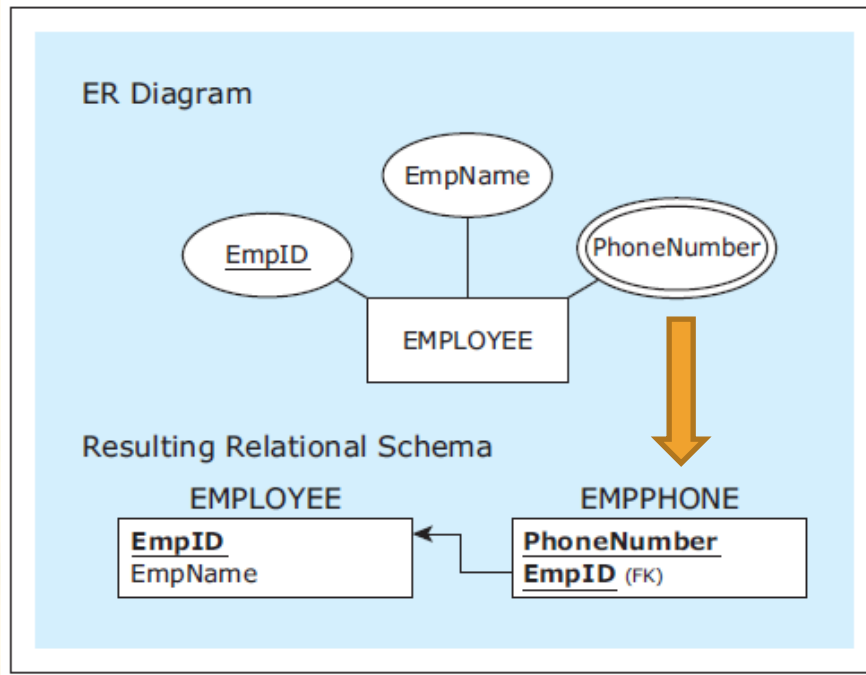 ER Diagram
EmpName
EmpID
PhoneNumber
EMPLOYEE
Resulting Relational Schema
EMPLOYEE
EmpID
EmpName
EMPPHONE
PhoneNumber
EmpID (FK)